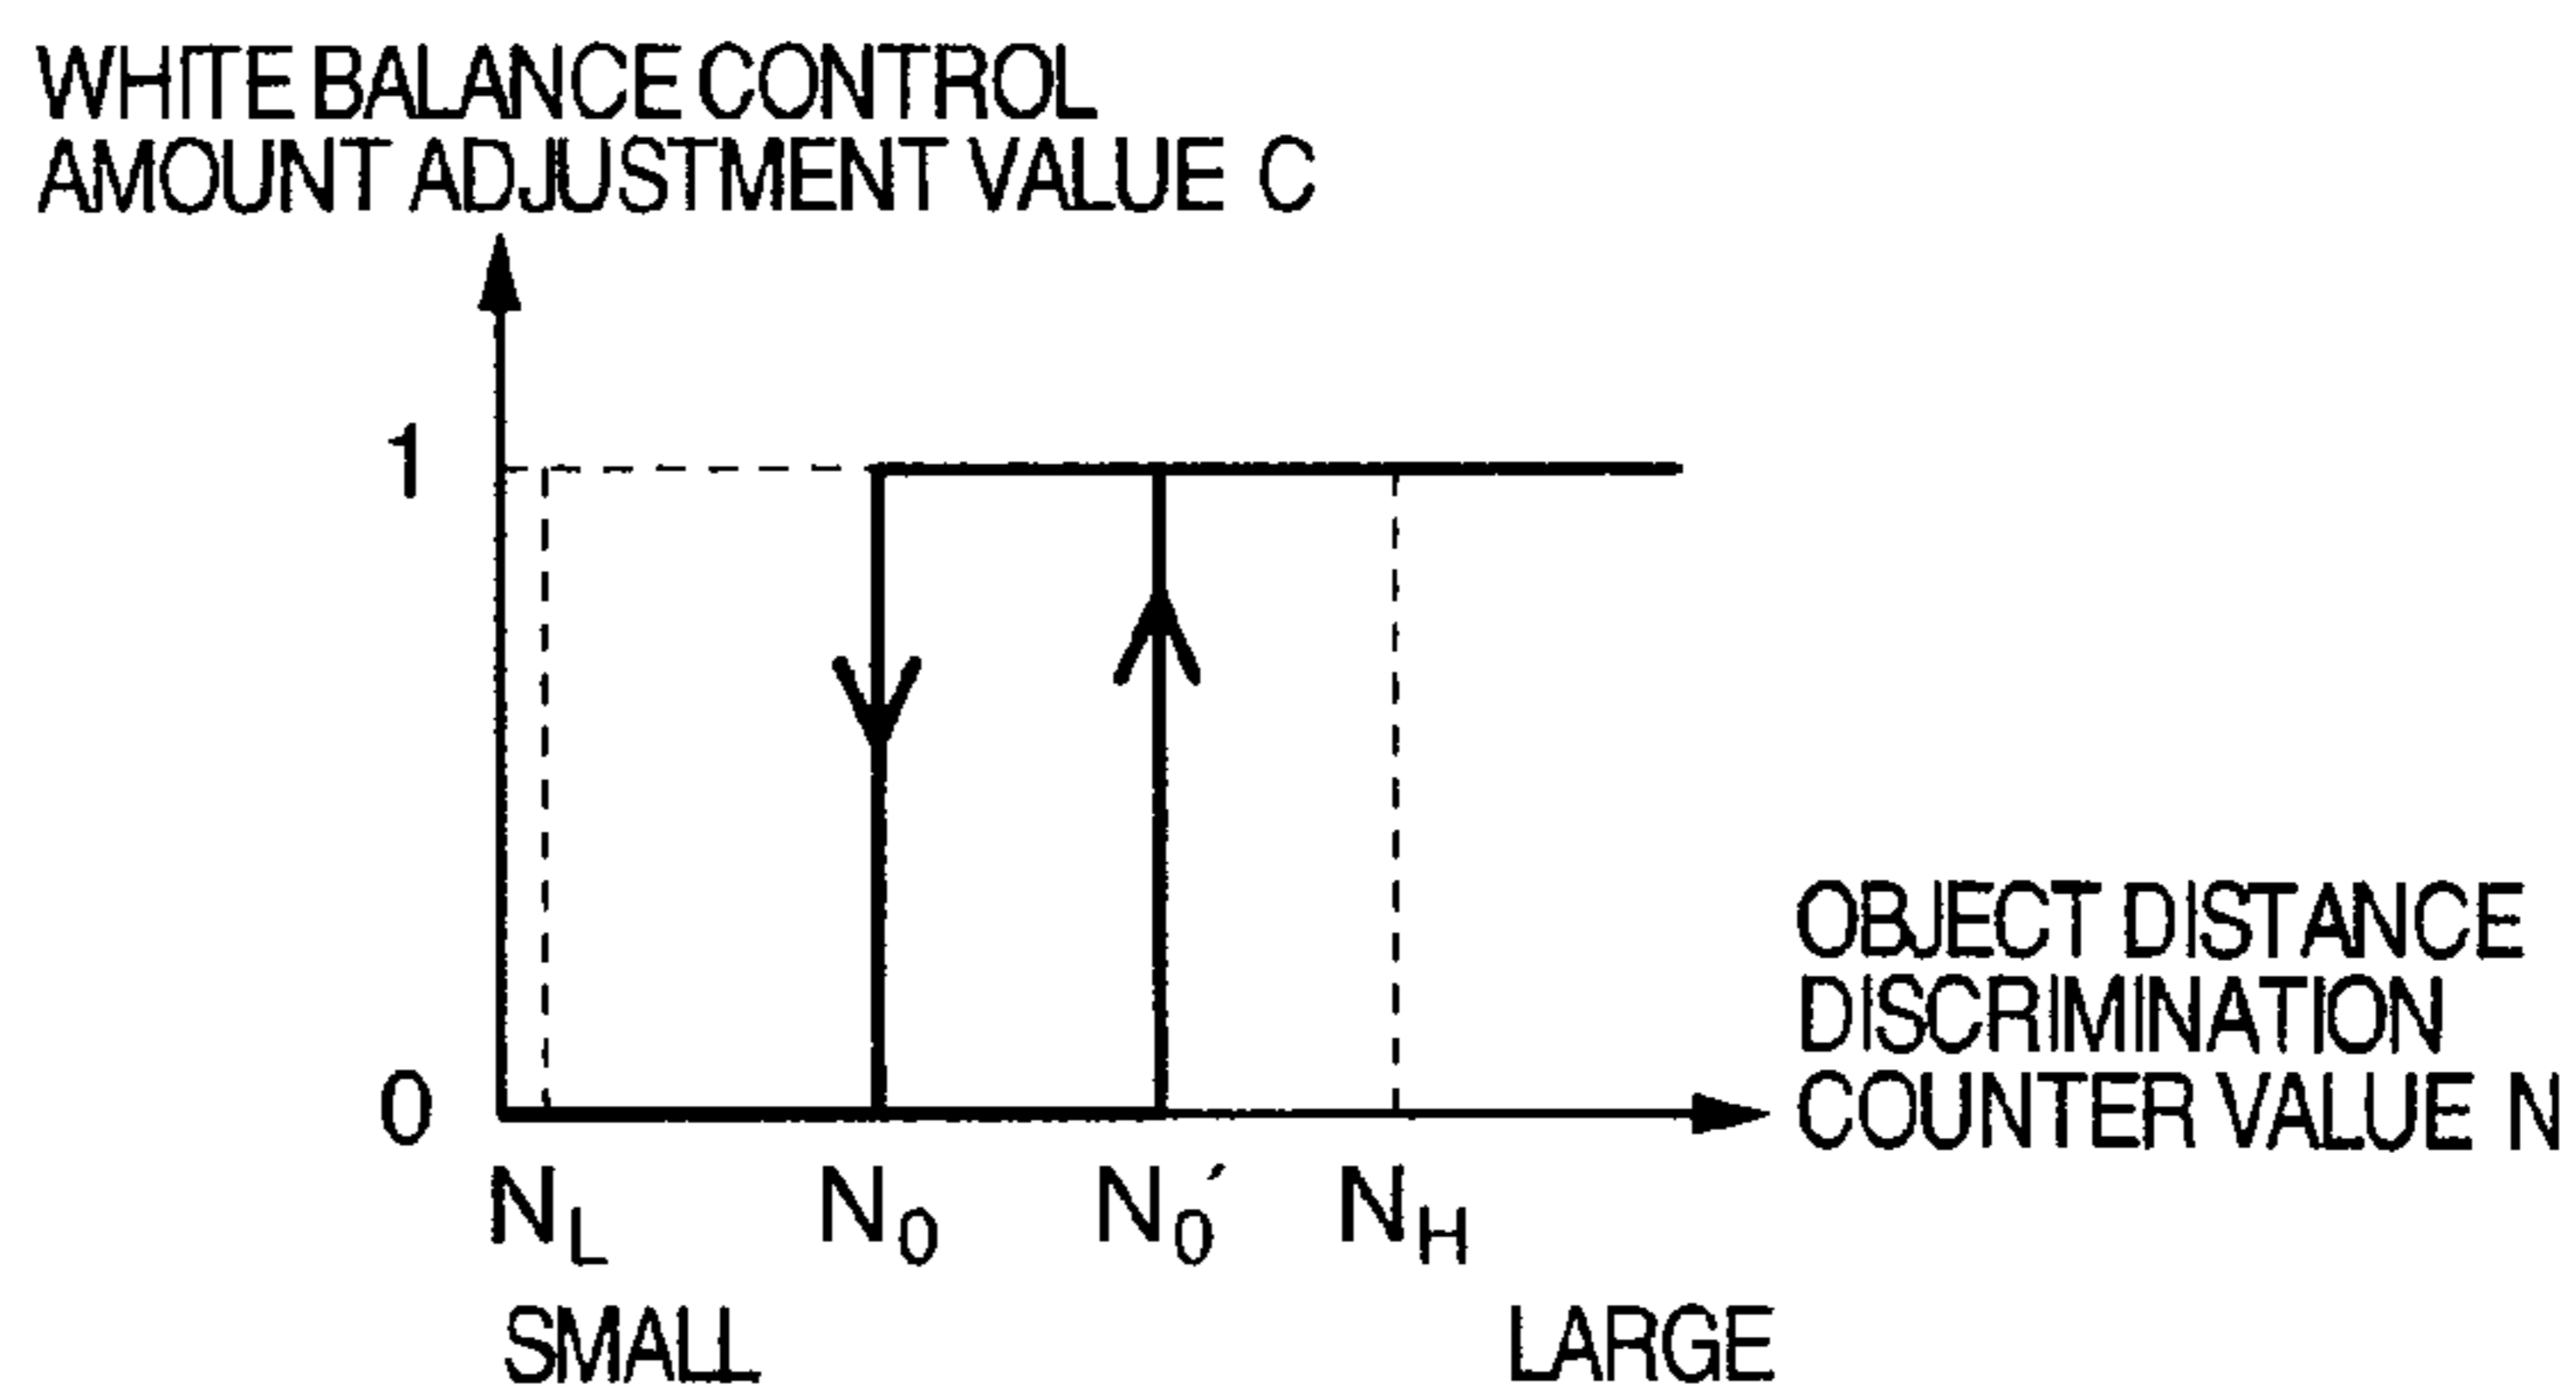 WHITE BALANCE CONTROL
AMOUNT ADJUSTMENT VALUE C
1
0
OBJECT DISTANCE
DISCRIMINATION
COUNTER VALUE N
N_L N_0 N_0′ N_H
SMALL LARGE